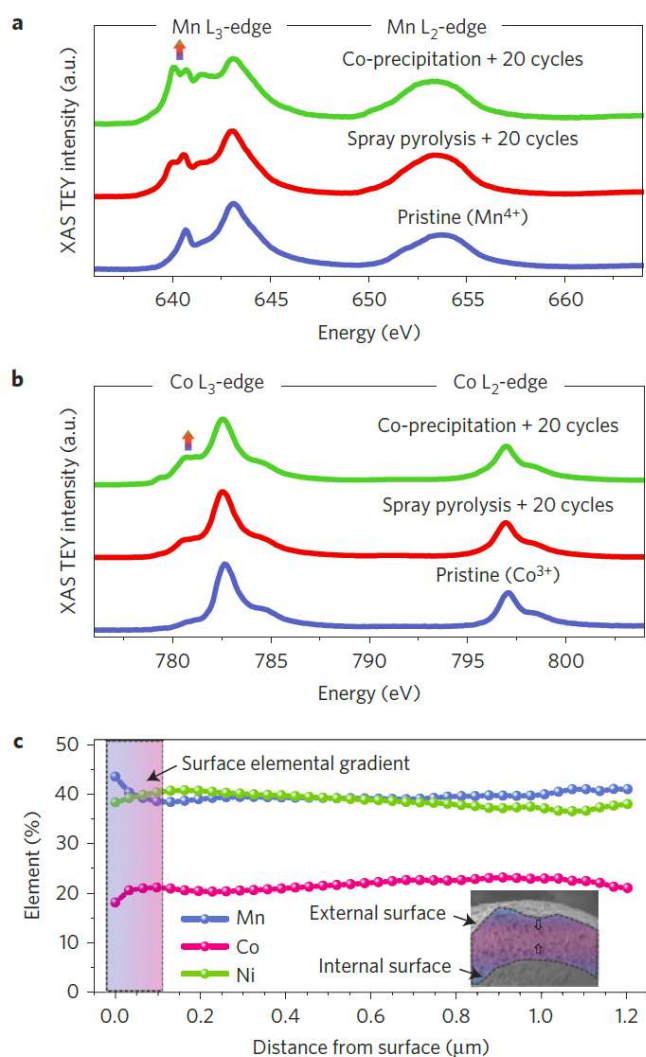 a
Mn L₃-edge
Mn L₂-edge
Co-precipitation + 20 cycles
Spray pyrolysis + 20 cycles
Pristine (Mn⁴⁺)
XAS TEY intensity (a.u.)
640 645 650 655 660
Energy (eV)
b
Co L₃-edge
Co L₂-edge
Co-precipitation + 20 cycles
Spray pyrolysis + 20 cycles
Pristine (Co³⁺)
XAS TEY intensity (a.u.)
780 785 790 795 800
Energy (eV)
c
50
40
30
20
10
0
Element (%)
Surface elemental gradient
Mn
Co
Ni
External surface
Internal surface
0.0 0.2 0.4 0.6 0.8 1.0 1.2
Distance from surface (μm)